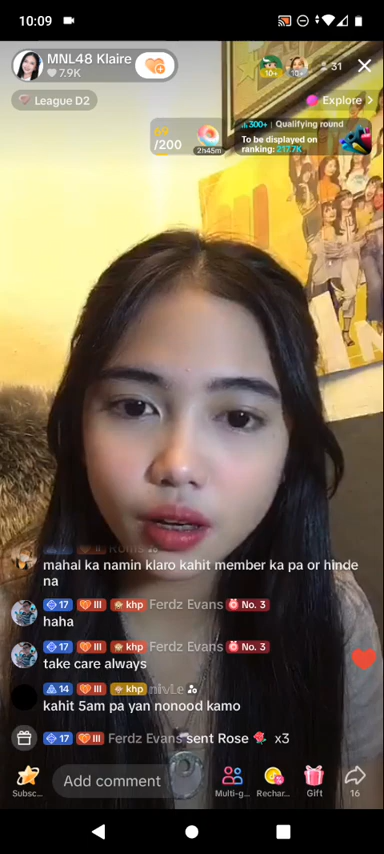 10:09
MNL48 Klaire
7.9K
10+
10+
31
League D2
Explore >
69
/200
2h45m
300+ | Qualifying round
To be displayed on
ranking: 217.7K
mahal ka namin klaro kahit member ka pa or hinde
na
17 III khp Ferdz Evans No. 3
haha
17 III khp Ferdz Evans No. 3
take care always
14 III khp nivLe
kahit 5am pa yan nonood kamo
17 III Ferdz Evans sent Rose x3
Subsc...
Add comment
Multi-g...
Rechar...
Gift
16